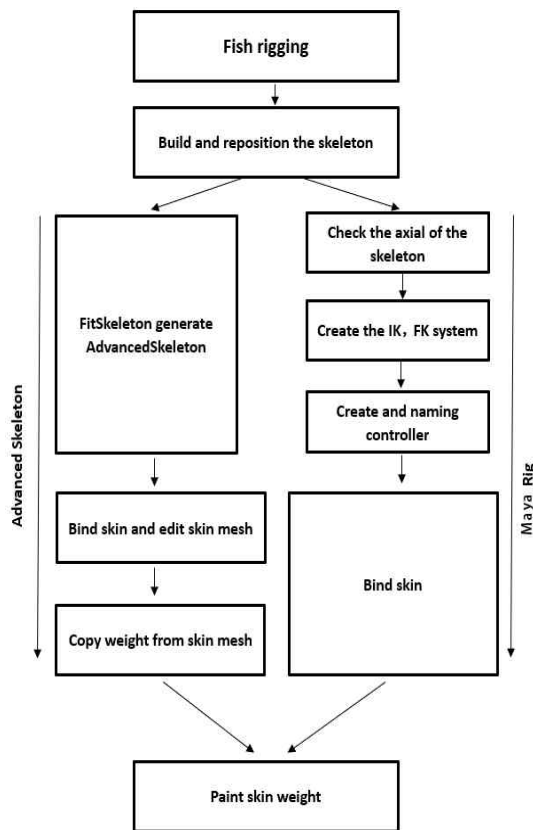 Fish rigging
Build and reposition the skeleton
Check the axial of the
skeleton
FitSkeleton generate
AdvancedSkeleton
Create the IK，FK system
Create and naming
controller
Advanced Skeleton
Maya Rig
Bind skin and edit skin mesh
Bind skin
Copy weight from skin mesh
Paint skin weight